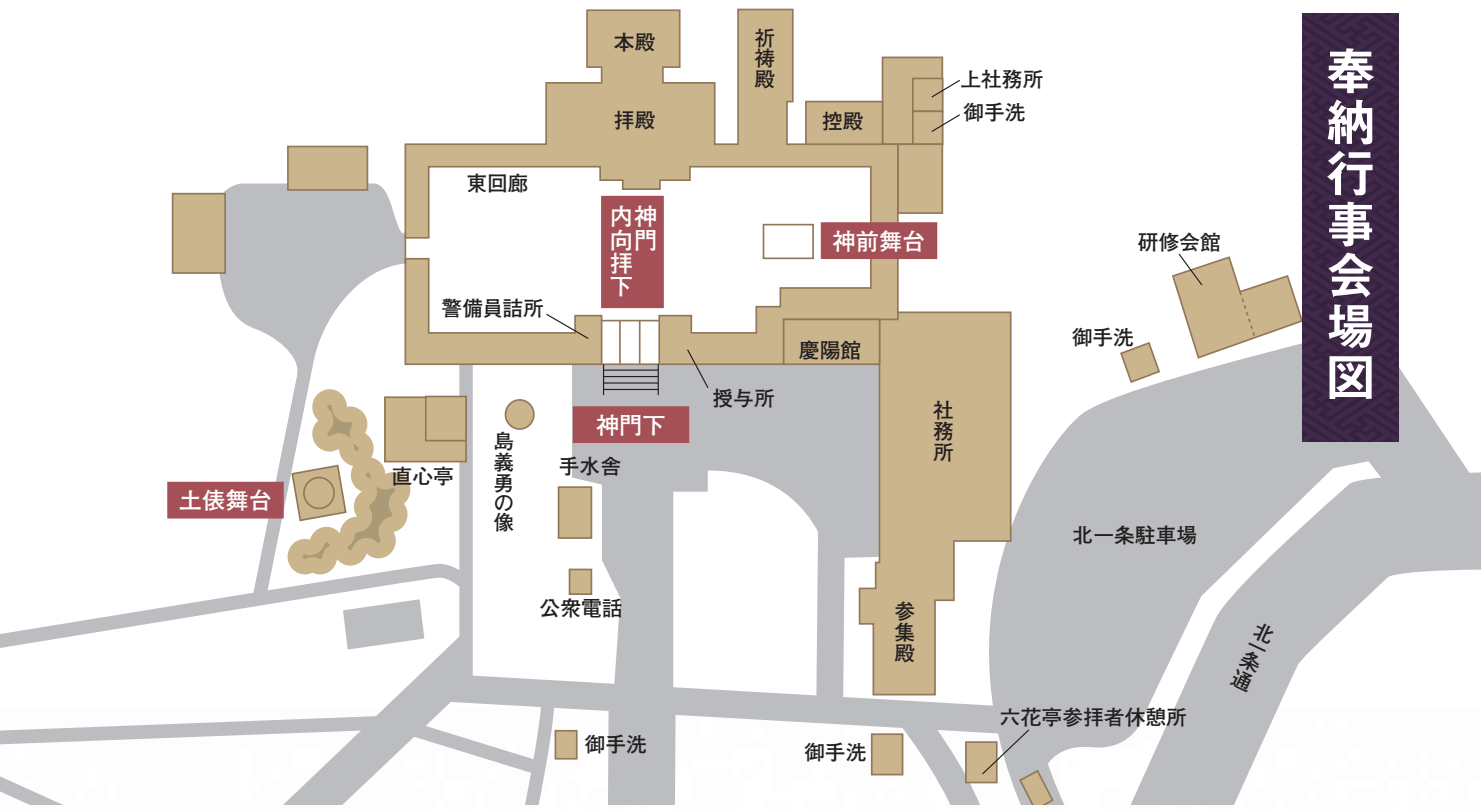 奉納行事会場図
本殿
祈祷殿
上社務所
御手洗
控殿
拝殿
東回廊
神門
内向拝下
神前舞台
研修会館
御手洗
警備員詰所
慶陽館
授与所
神門下
社務所
島義勇の像
手水舎
直心亭
土俵舞台
北一条駐車場
公衆電話
参集殿
北一条通
六花亭参拝者休憩所
御手洗
御手洗